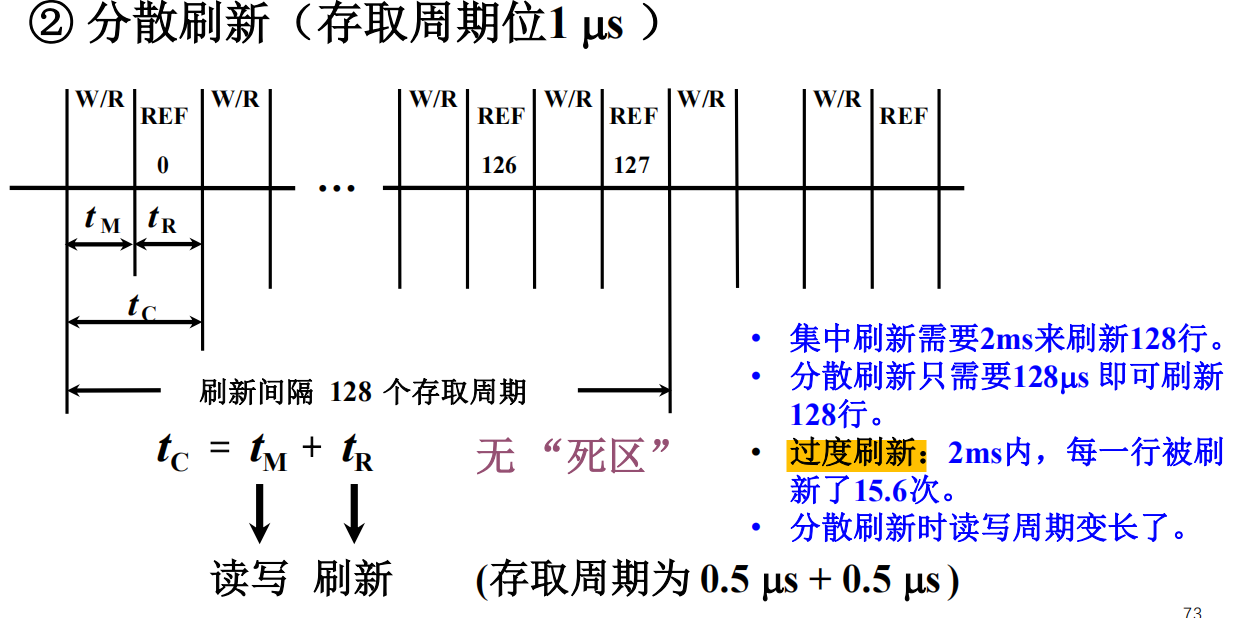 ② 分散刷新（存取周期位1 μs ）
W/R W/R W/R W/R W/R W/R
REF REF REF REF
0 126 127
…
tM tR
tC
刷新间隔 128 个存取周期
tC = tM + tR
无 “死区”
读写 刷新
(存取周期为 0.5 μs + 0.5 μs )
• 集中刷新需要2ms来刷新128行。
• 分散刷新只需要128μs 即可刷新
128行。
• 过度刷新：2ms内，每一行被刷
新了15.6次。
• 分散刷新时读写周期变长了。
73